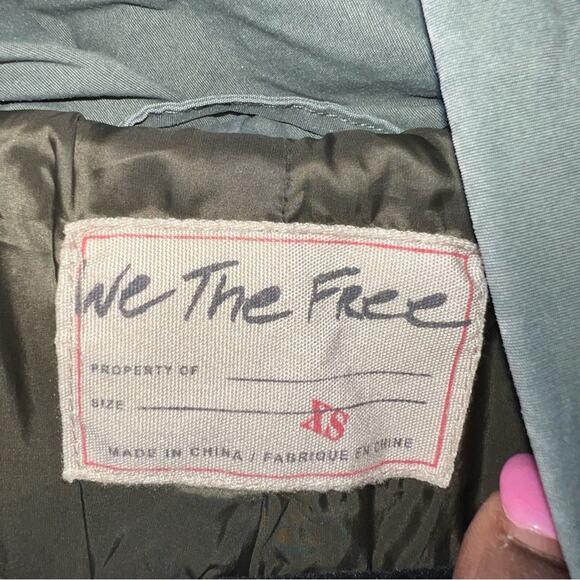 We The Free
PROPERTY OF
SIZE XS
MADE IN CHINA / FABRIQUE EN CHINE